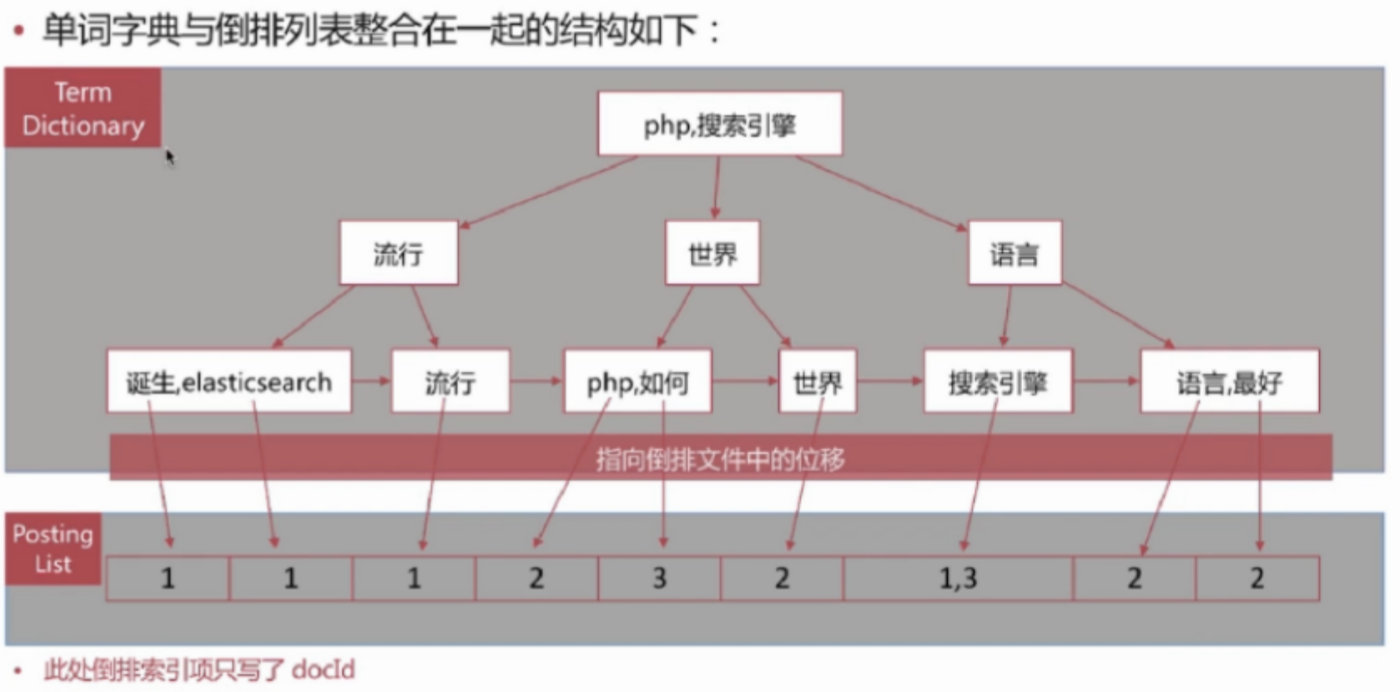 • 单词字典与倒排列表整合在一起的结构如下：
Term
Dictionary
php,搜索引擎
流行
世界
语言
诞生,elasticsearch
流行
php,如何
世界
搜索引擎
语言,最好
指向倒排文件中的位移
Posting
List
1
1
1
2
3
2
1,3
2
2
• 此处倒排索引项只写了 docId